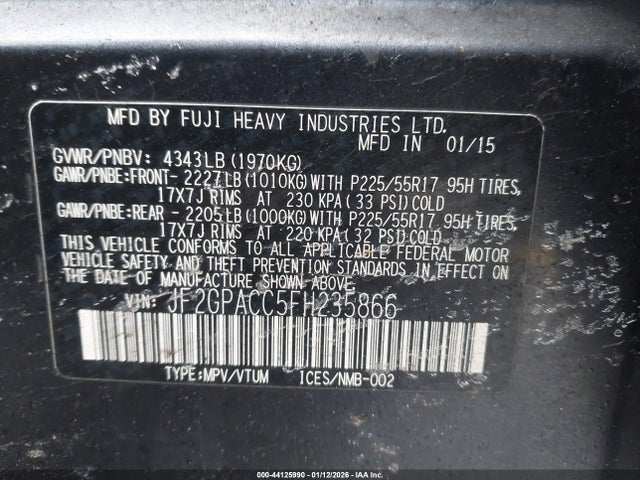 MFD BY FUJI HEAVY INDUSTRIES LTD.
MFD IN 01/15
GVWR/PNBV: 4343LB(1970KG)
GAWR/PNBE:FRONT- 2227LB(1010KG)WITH P225/55R17 95H TIRES,
17X7J RIMS AT 230 KPA(33 PSI)COLD
GAWR/PNBE:REAR - 2205LB(1000KG)WITH P225/55R17 95H TIRES,
17X7J RIMS AT 220 KPA(32 PSI)COLD
THIS VEHICLE CONFORMS TO ALL APPLICABLE FEDERAL MOTOR
VEHICLE SAFETY AND THEFT PREVENTION STANDARDS IN EFFECT ON
THE DATE OF MANUFACTURE SHOWN ABOVE
VIN: JF2GPACC5FH235866
TYPE:MPV/VTUM ICES/NMB-002
000-44125990 - 01/12/2026 - IAA Inc.